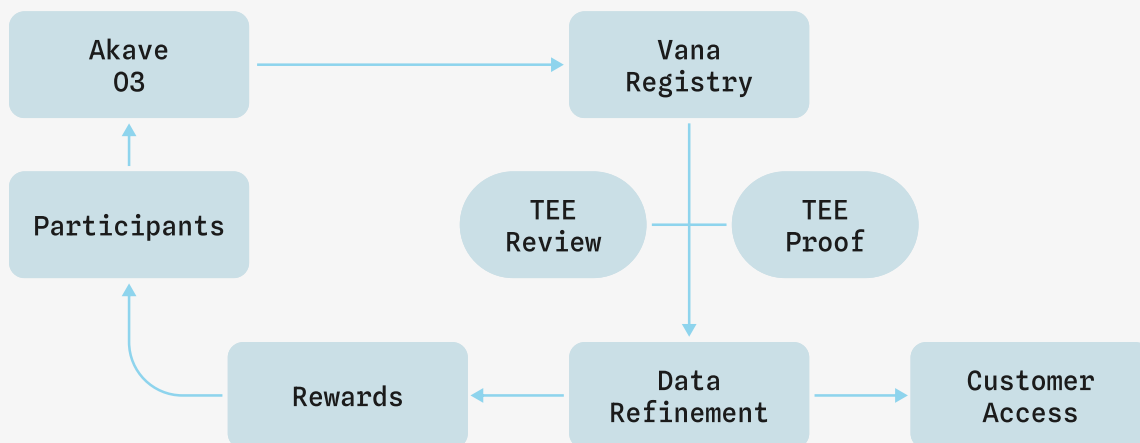 Akave
O3
Vana
Registry
Participants
TEE
Review
TEE
Proof
Rewards
Data
Refinement
Customer
Access